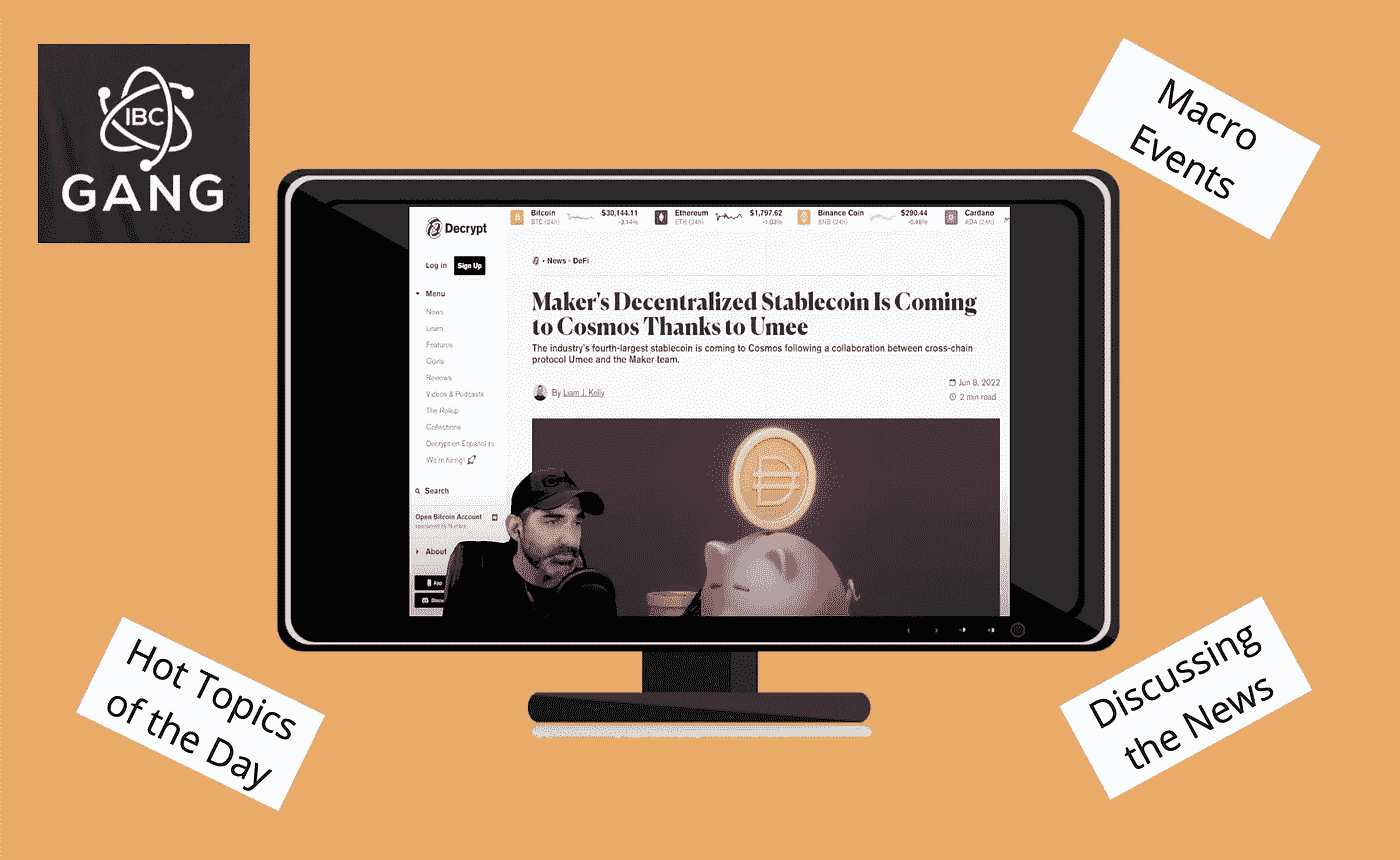 IBC
GANG
Macro
Events
Decrypt
Bitcoin
BTC (24h)
$30,144.11
-3.14%
Ethereum
ETH (24h)
$1,797.62
-1.03%
Binance Coin
BNB (24h)
$290.44
-0.46%
Cardano
ADA (24h)
Log in
Sign Up
• News • DeFi
Menu
News
Learn
Features
Coins
Reviews
Videos & Podcasts
The Rollup
Collections
Decrypt en Español
We're hiring!
Search
Open Bitcoin Account
About
App
Maker's Decentralized Stablecoin Is Coming
to Cosmos Thanks to Umee
The industry's fourth-largest stablecoin is coming to Cosmos following a collaboration between cross-chain
protocol Umee and the Maker team.
By Liam J. Kelly
Jun 8, 2022
2 min read
Hot Topics
of the Day
Discussing
the News